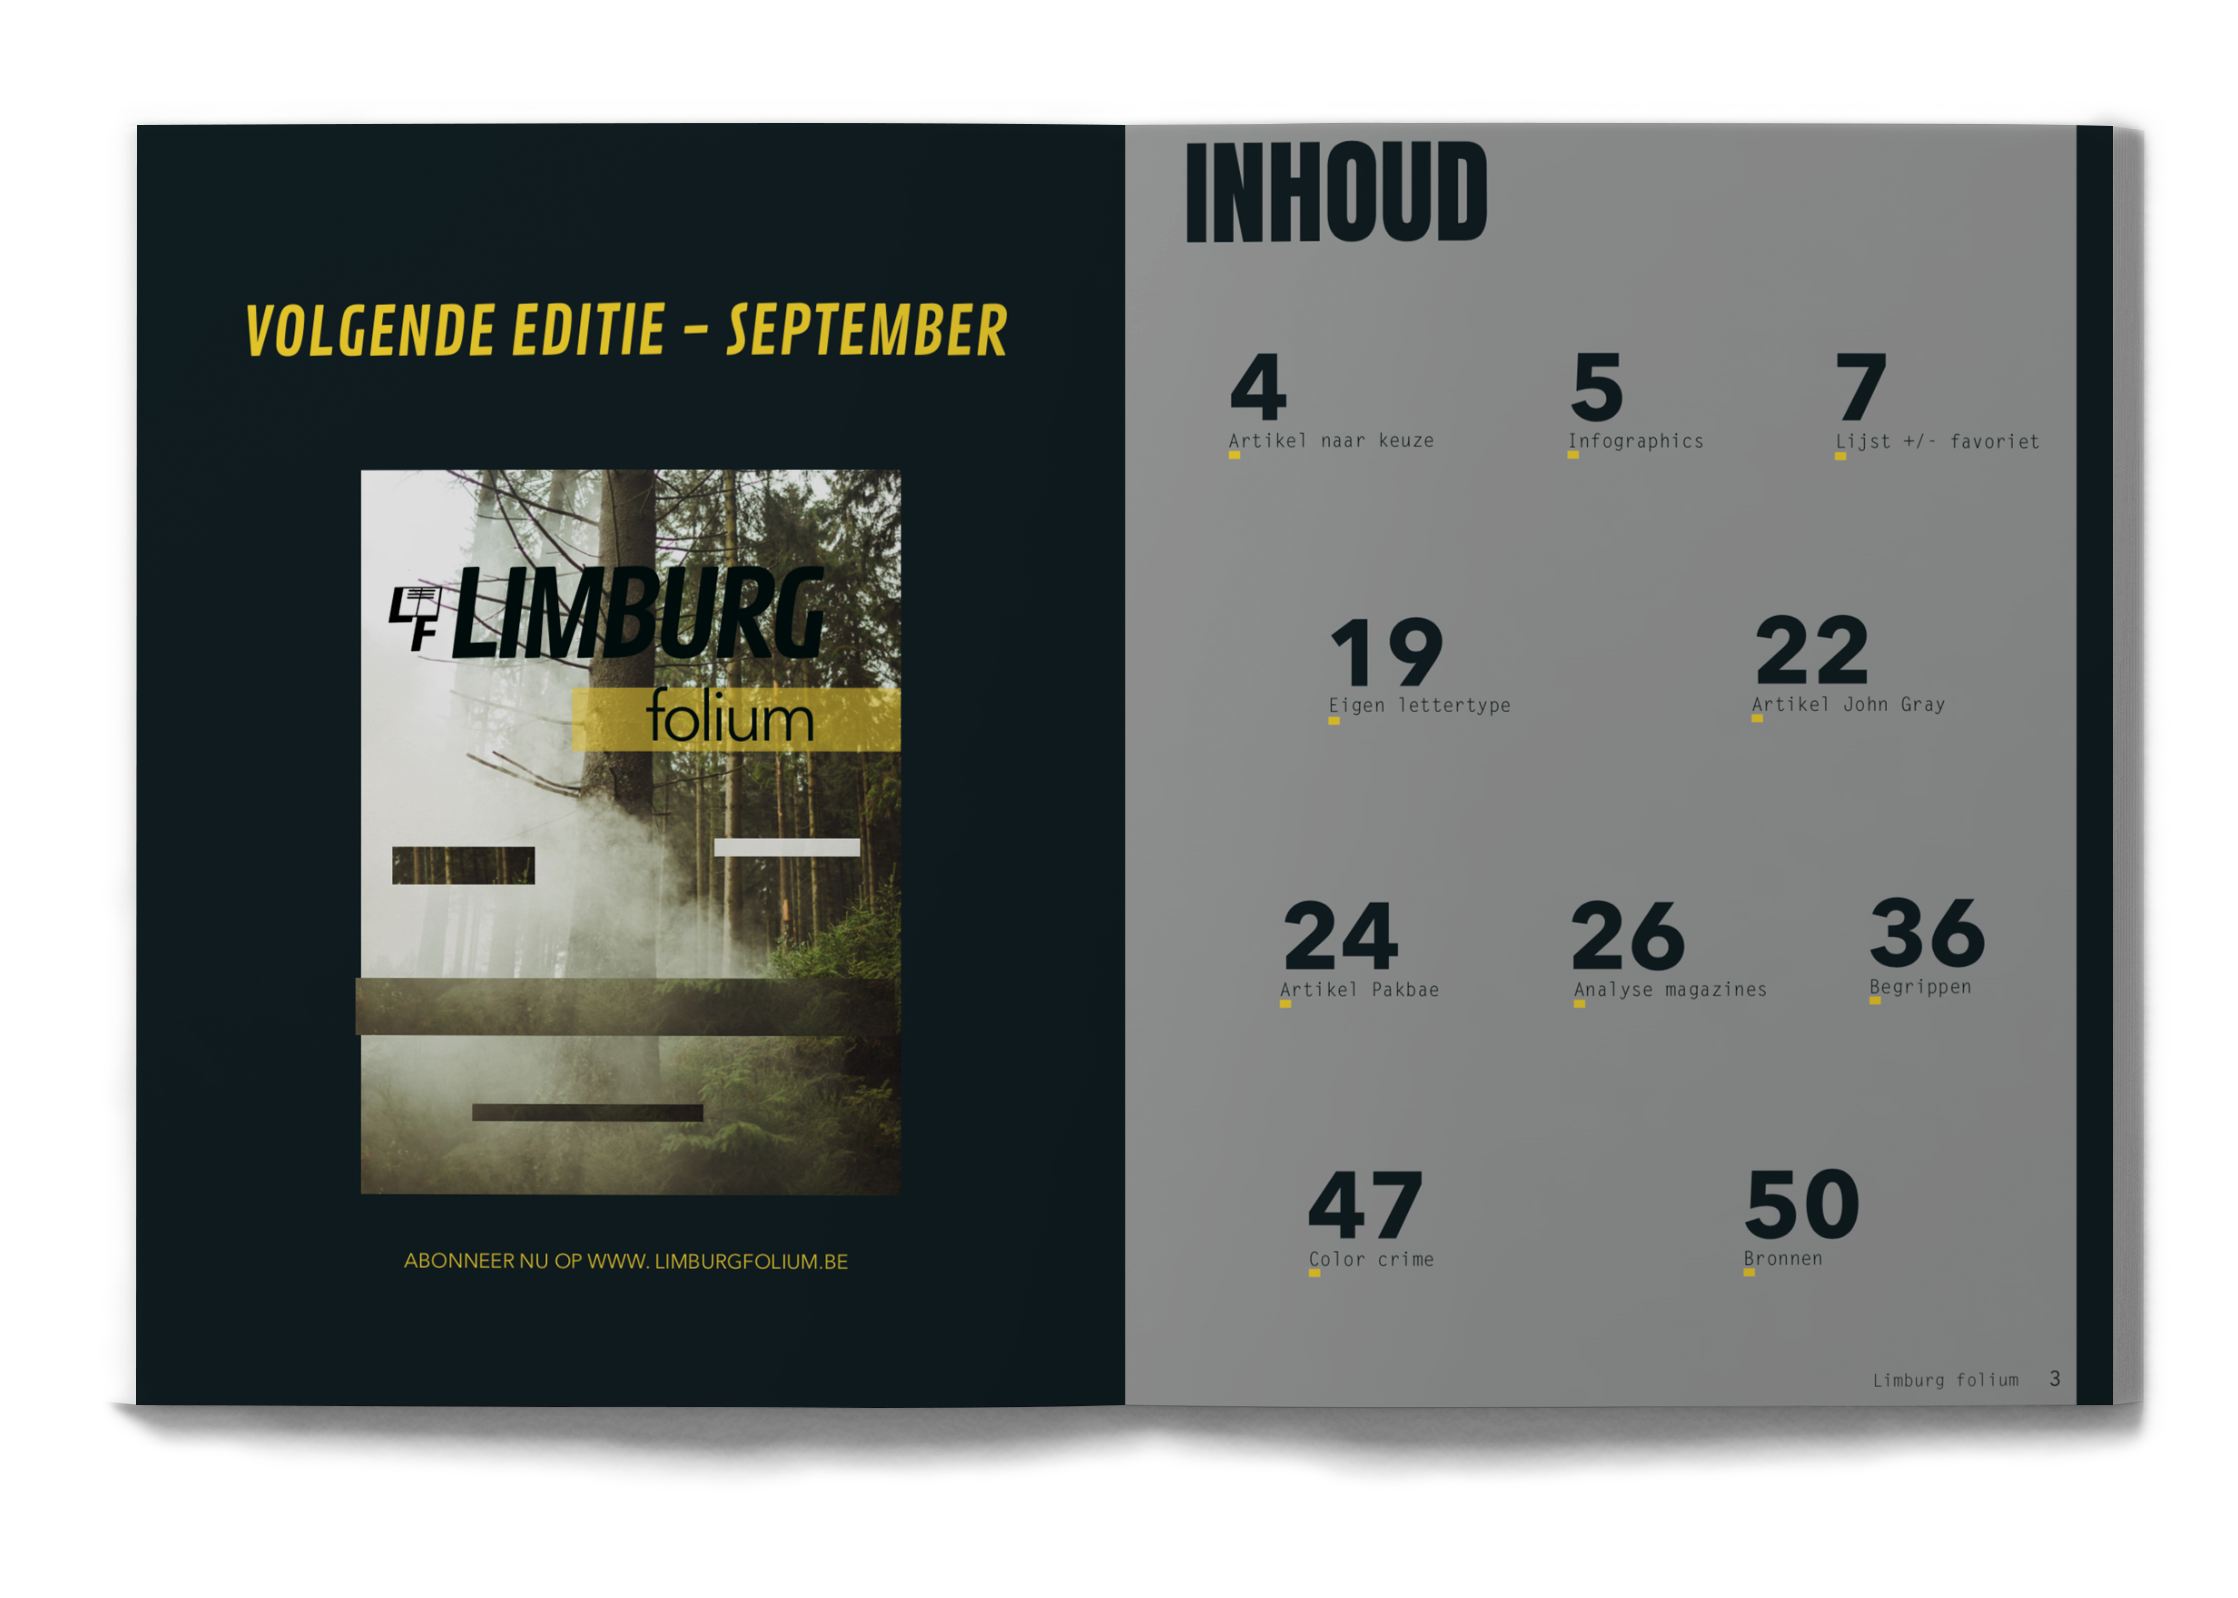 VOLGENDE EDITIE – SEPTEMBER
LF
LIMBURG
folium
ABONNEER NU OP WWW. LIMBURGFOLIUM.BE
INHOUD
4
Artikel naar keuze
5
Infographics
7
Lijst +/- favoriet
19
Eigen lettertype
22
Artikel John Gray
24
Artikel Pakbae
26
Analyse magazines
36
Begrippen
47
Color crime
50
Bronnen
Limburg folium 3